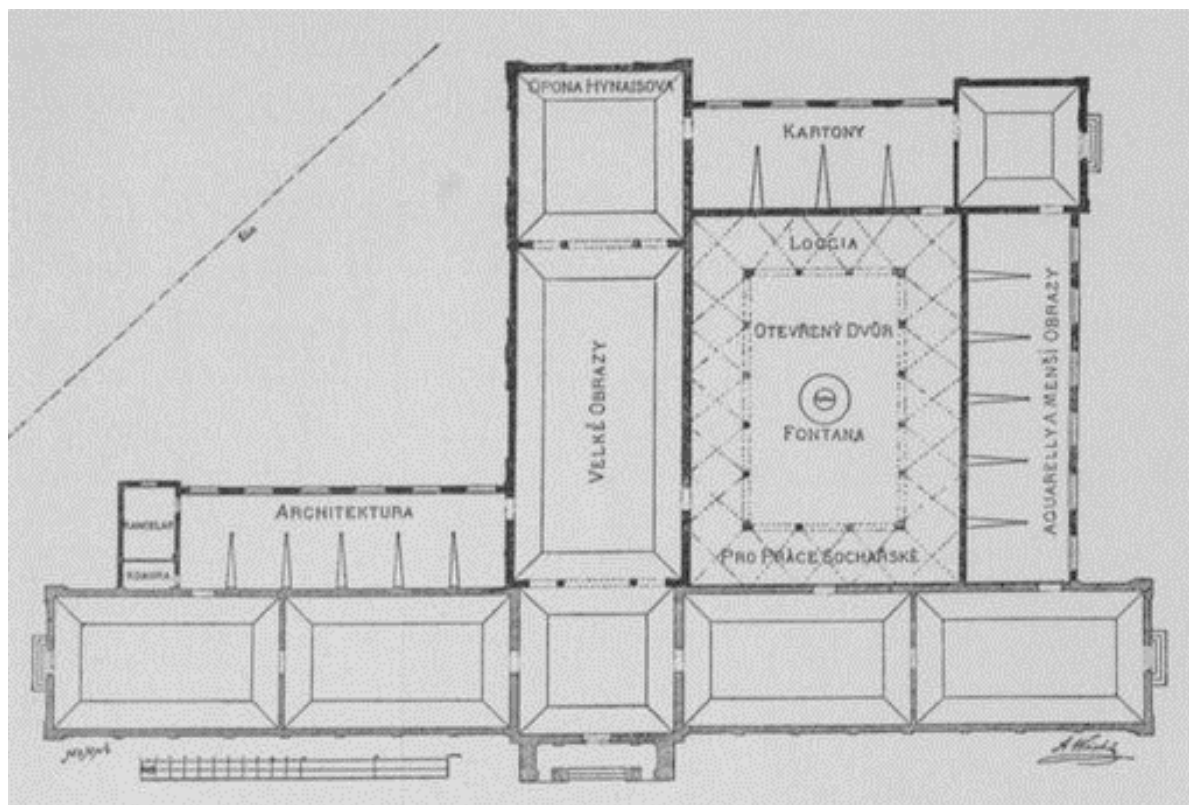 OPONA HYNAISOVA
KARTONY
LOGGIA
OTEVŘENÝ DVŮR
FONTANA
PRO PRÁCE SOCHAŘSKÉ
AQUARELLY A MENŠÍ OBRAZY
VELKÉ OBRAZY
ARCHITEKTURA
KANCELÁŘ
KOMORA